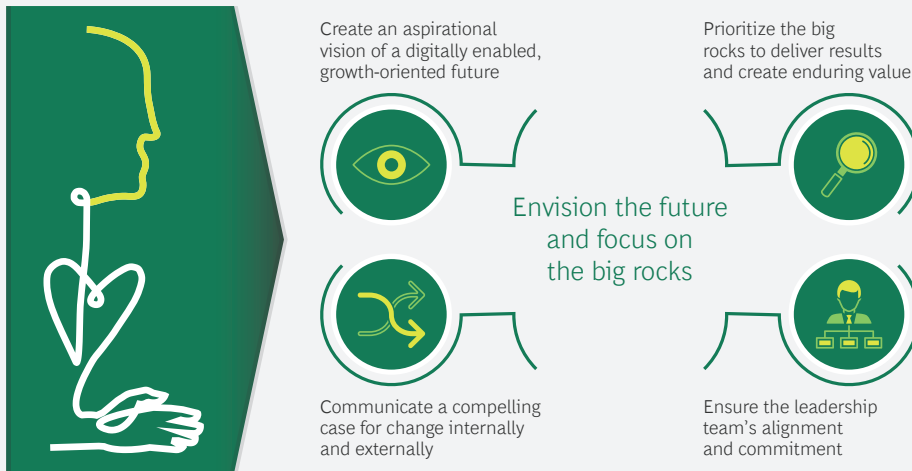 Create an aspirational
vision of a digitally enabled,
growth-oriented future
Prioritize the big
rocks to deliver results
and create enduring value
Envision the future
and focus on
the big rocks
Communicate a compelling
case for change internally
and externally
Ensure the leadership
team’s alignment
and commitment